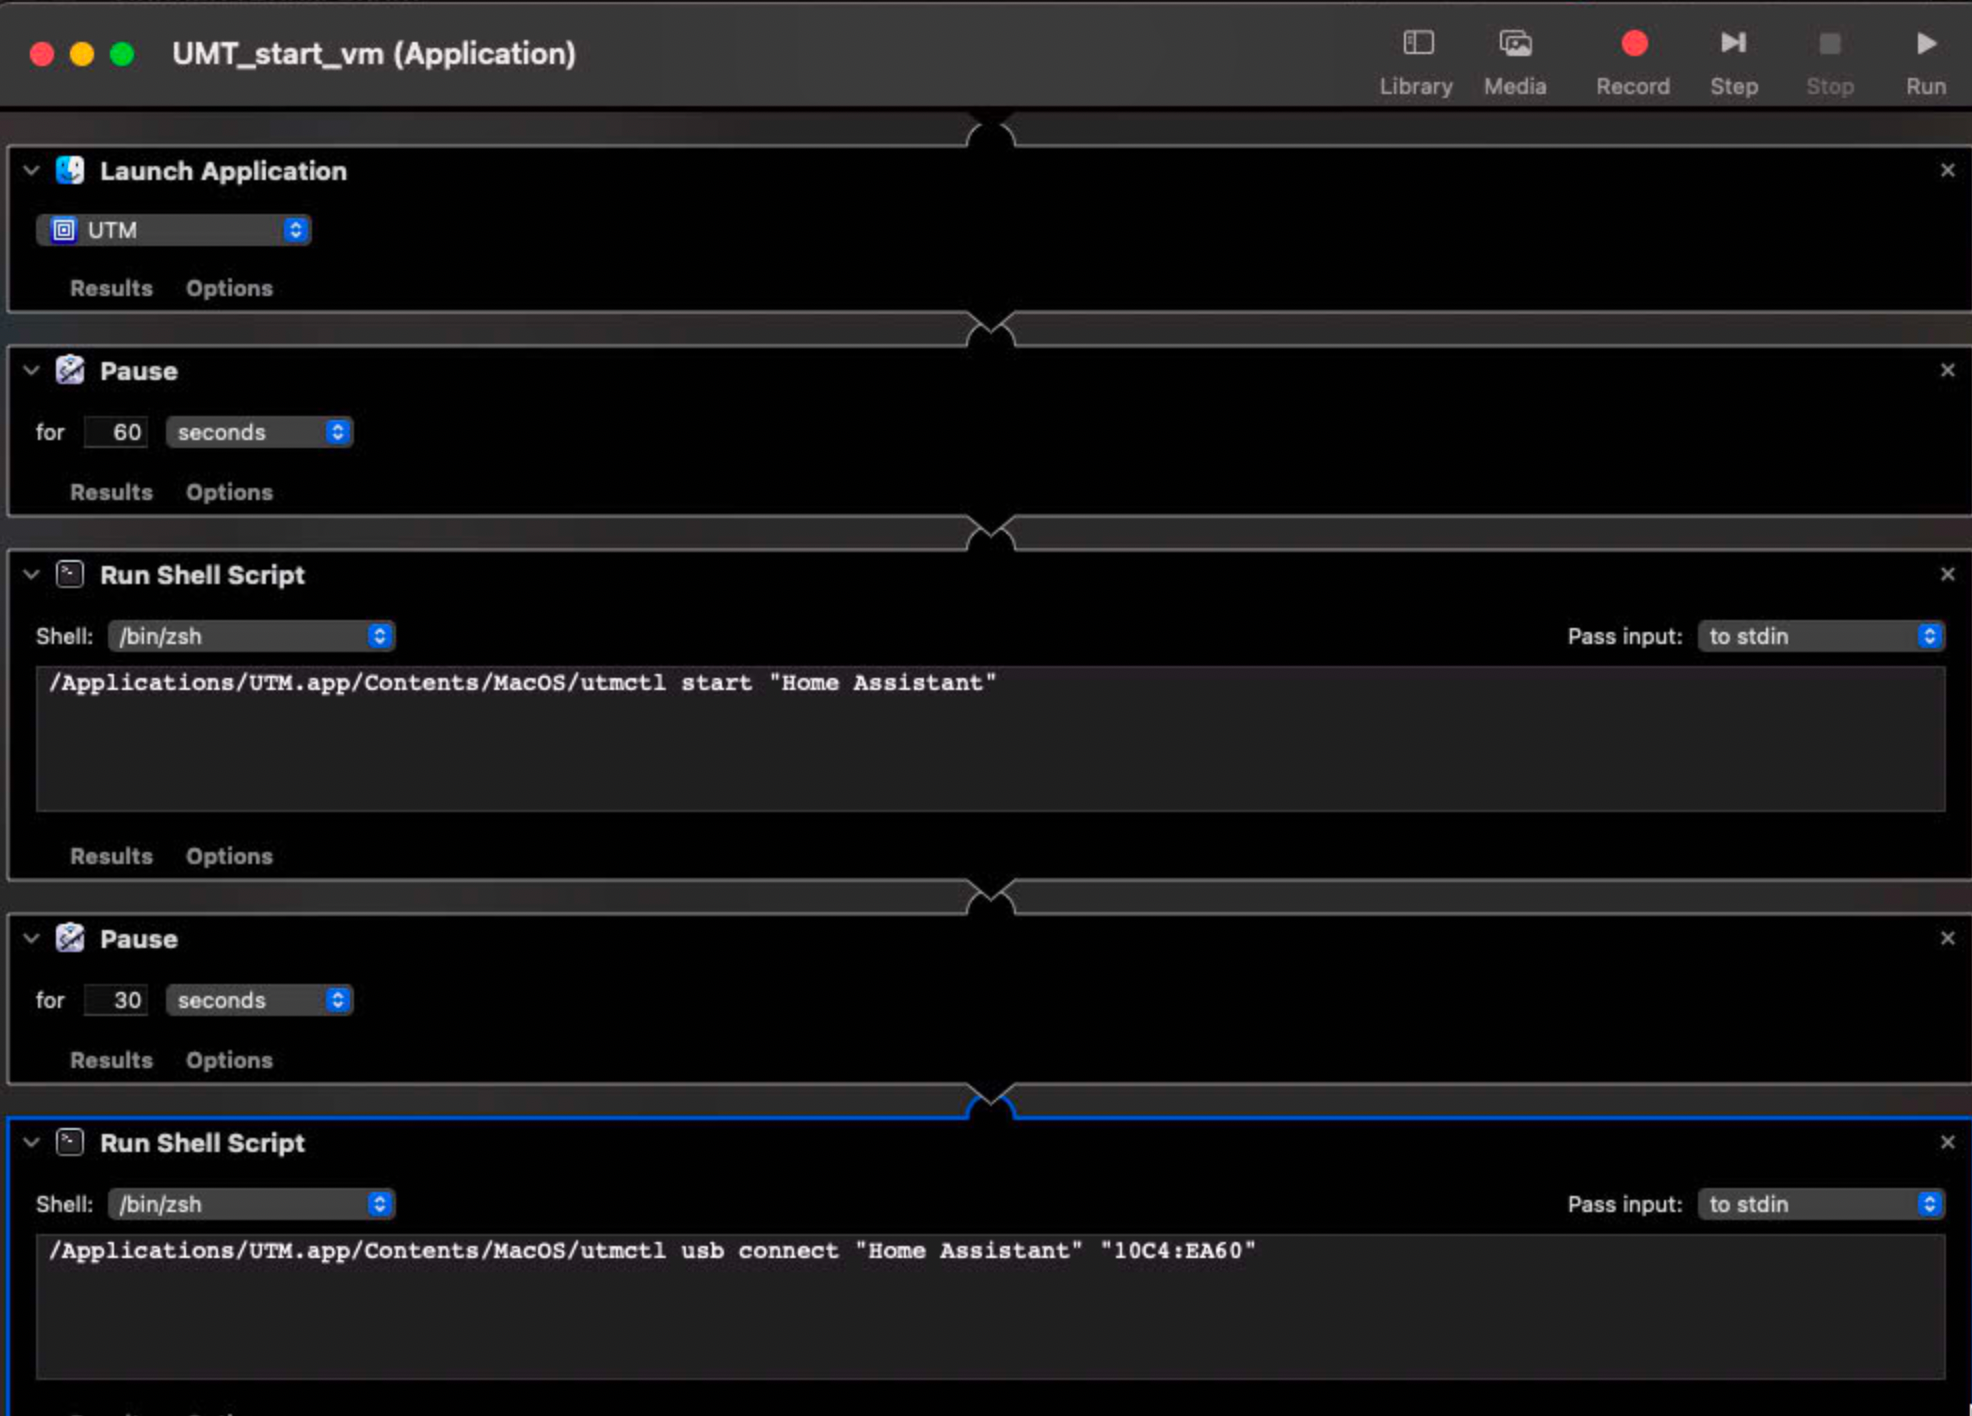 UMT_start_vm (Application)
Library Media Record Step Stop Run
Launch Application
UTM
Results Options
Pause
for 60 seconds
Results Options
Run Shell Script
Shell: /bin/zsh Pass input: to stdin
/Applications/UTM.app/Contents/MacOS/utmctl start "Home Assistant"
Results Options
Pause
for 30 seconds
Results Options
Run Shell Script
Shell: /bin/zsh Pass input: to stdin
/Applications/UTM.app/Contents/MacOS/utmctl usb connect "Home Assistant" "10C4:EA60"